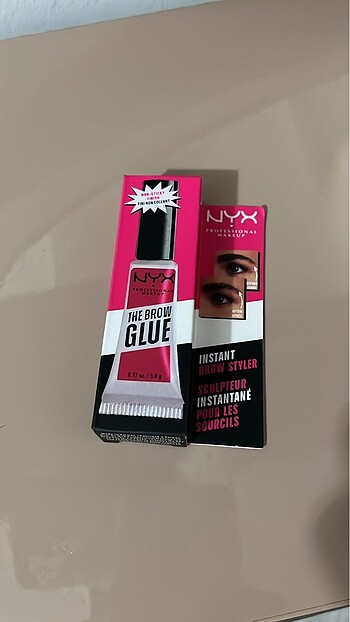 NON-STICKY
FINISH
FINI NON COLLANT
NYX
PROFESSIONAL
MAKEUP
THE BROW
GLUE
0.17 oz. / 5.0 g
NYX
PROFESSIONAL
MAKEUP
INSTANT
BROW STYLER
SCULPTEUR
INSTANTANÉ
POUR LES
SOURCILS